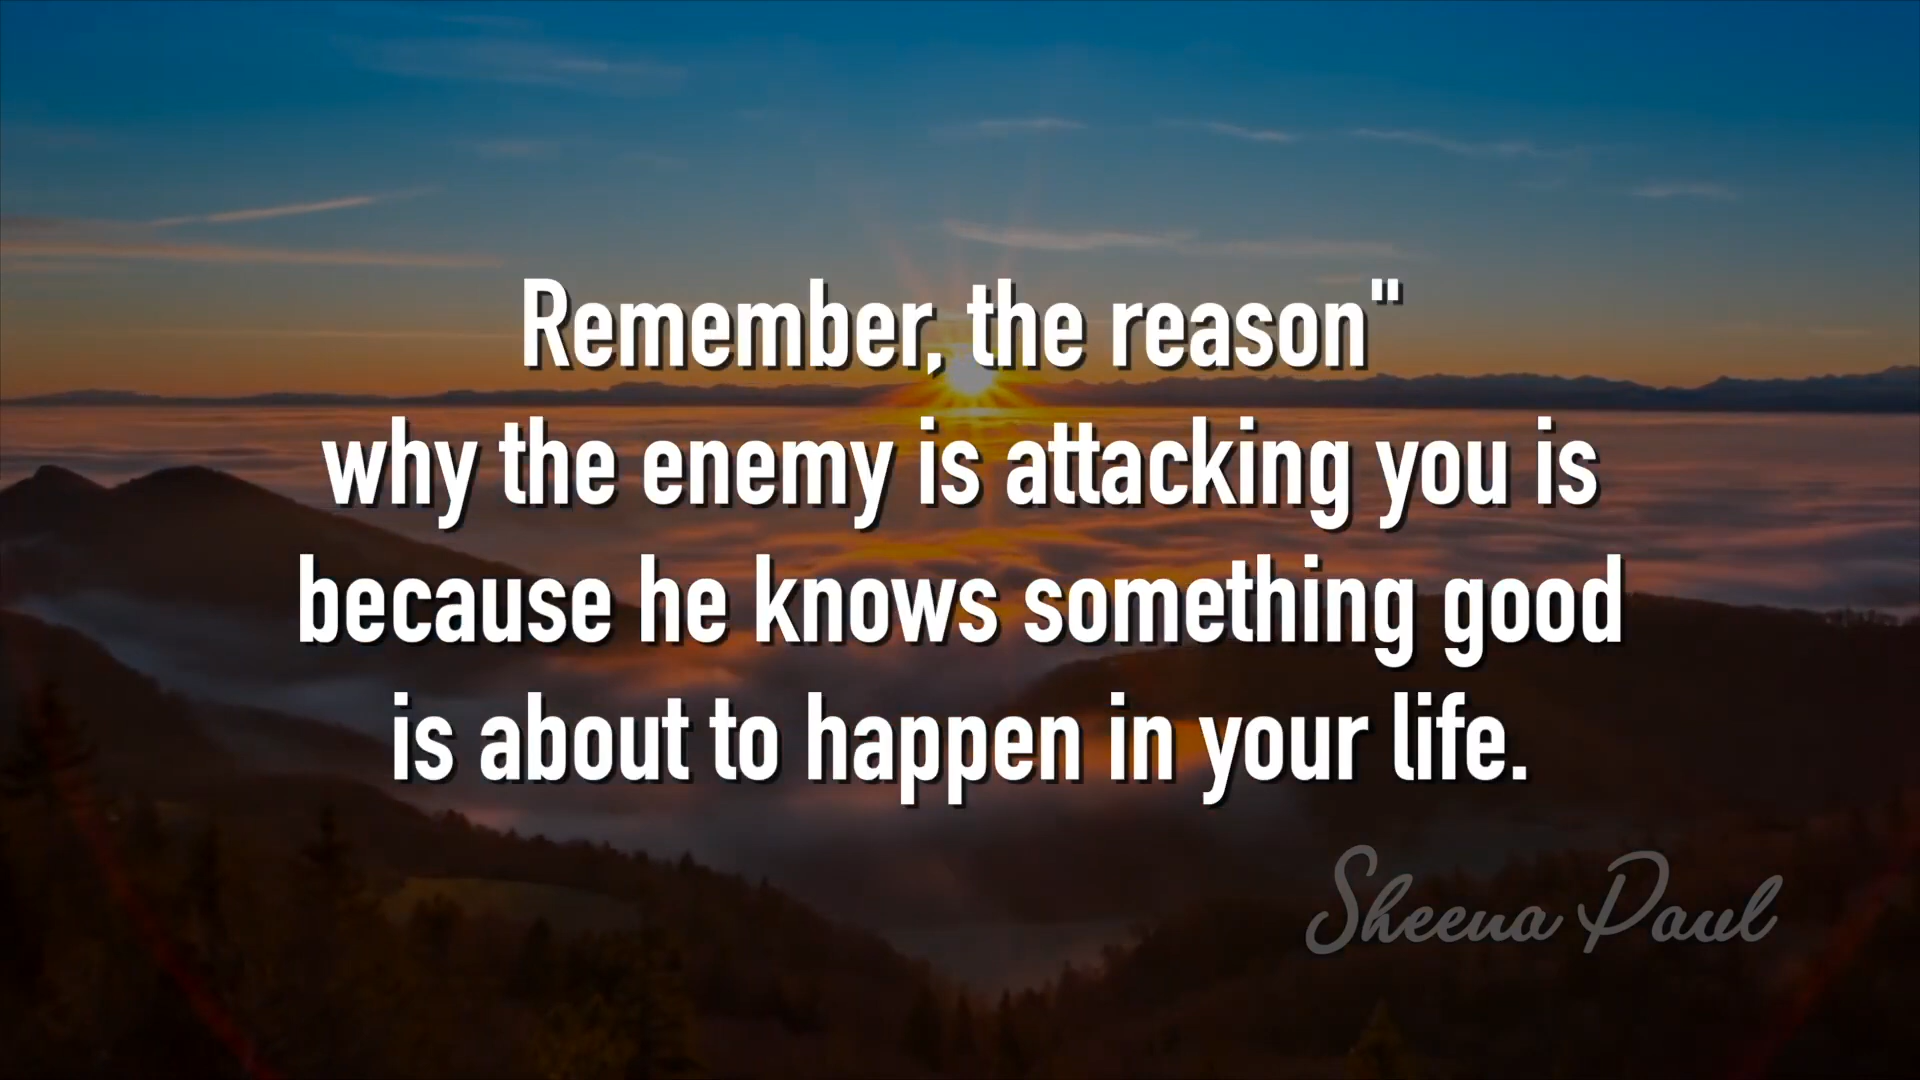 Remember, the reason"
why the enemy is attacking you is
because he knows something good
is about to happen in your life.
Sheena Paul